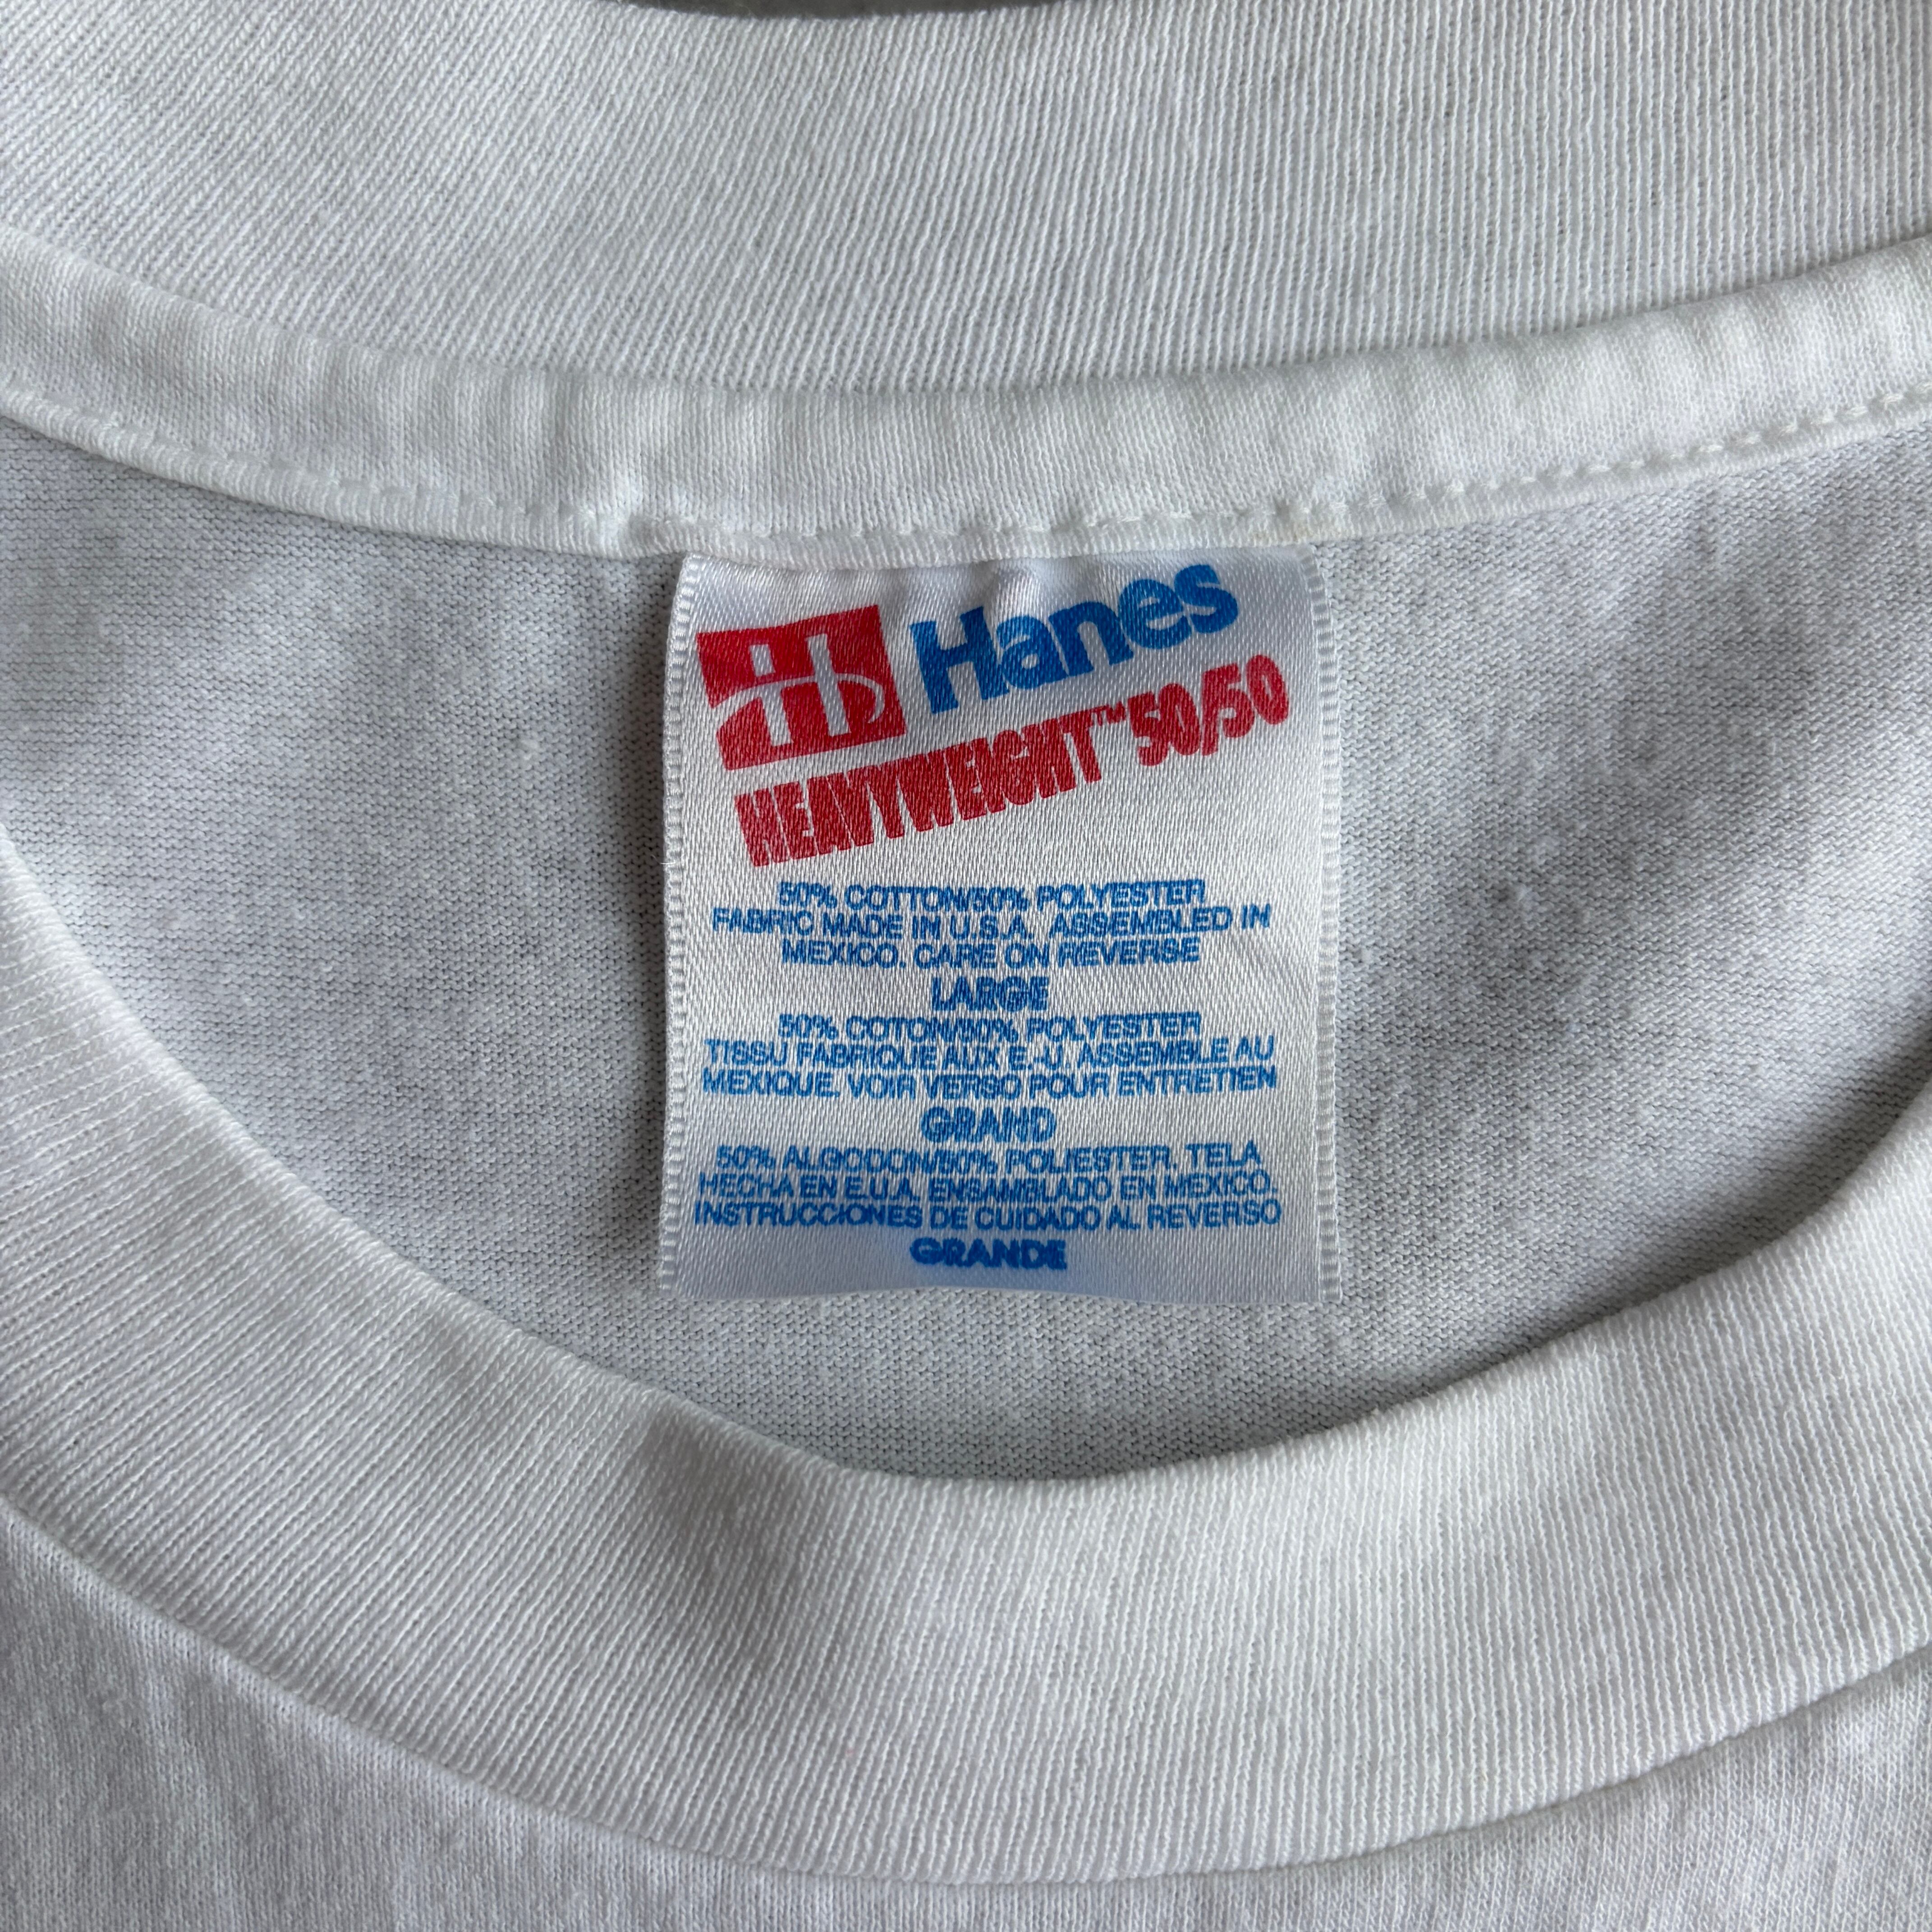 Hanes
HEAVYWEIGHT™ 50/50
50% COTTON/50% POLYESTER
FABRIC MADE IN U.S.A. ASSEMBLED IN
MEXICO. CARE ON REVERSE
LARGE
50% COTON/50% POLYESTER
TISSU FABRIQUE AUX E.-U. ASSEMBLE AU
MEXIQUE. VOIR VERSO POUR ENTRETIEN
GRAND
50% ALGODON/50% POLIESTER. TELA
HECHA EN E.U.A. ENSAMBLADO EN MEXICO.
INSTRUCCIONES DE CUIDADO AL REVERSO
GRANDE